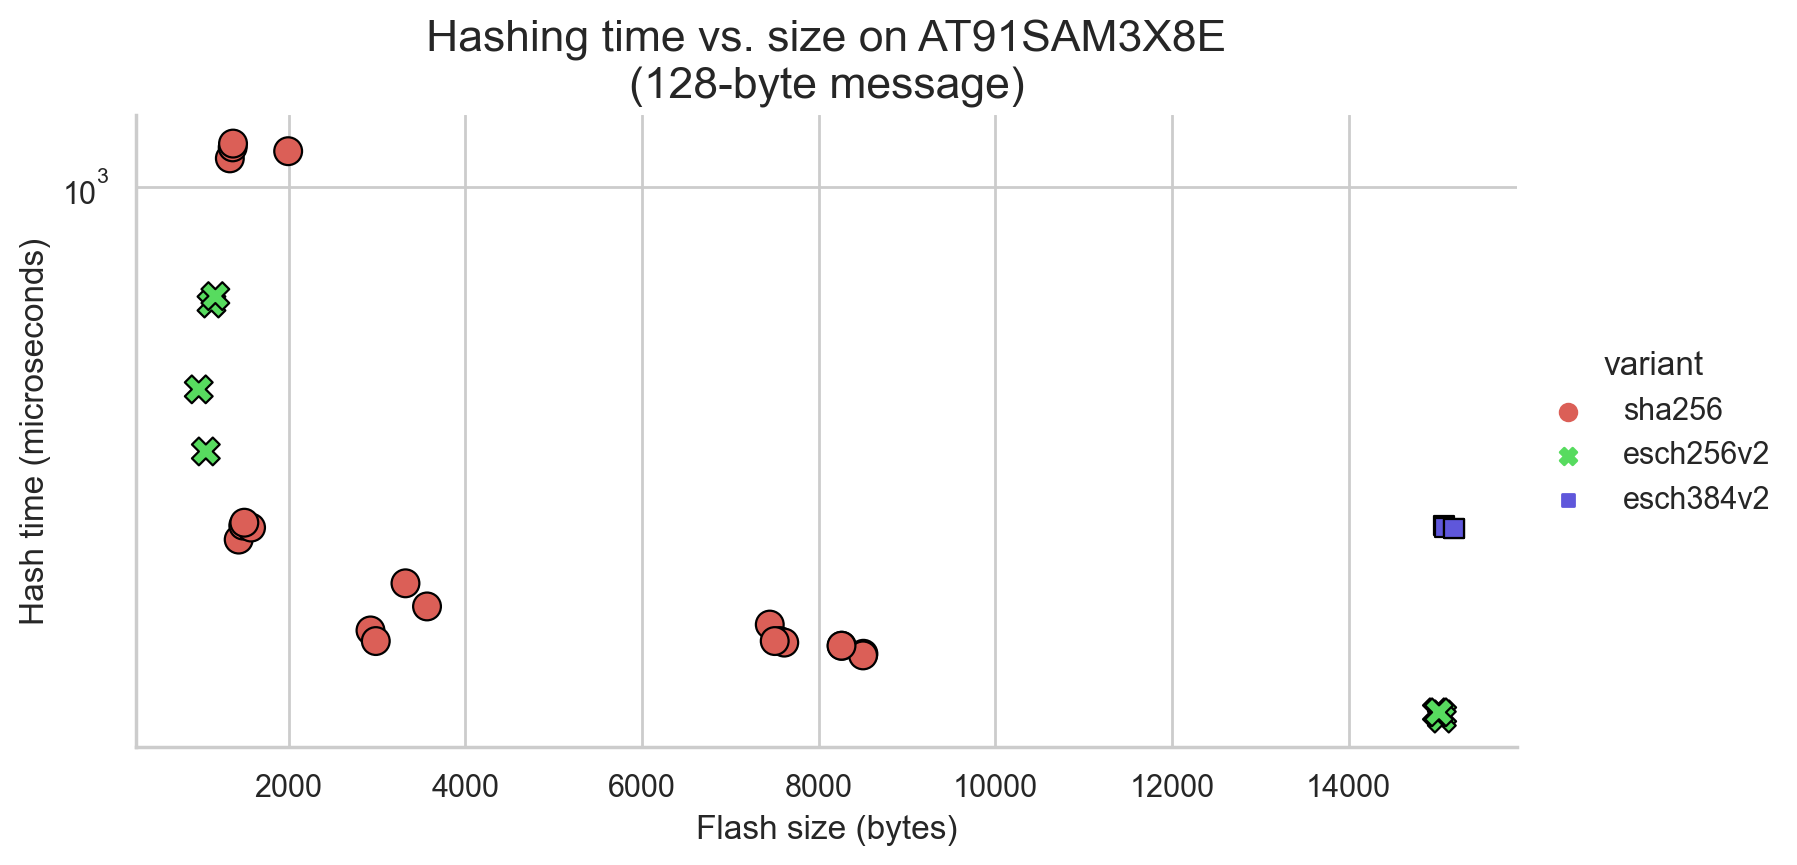 Hashing time vs. size on AT91SAM3X8E
(128-byte message)
10³
Hash time (microseconds)
2000 4000 6000 8000 10000 12000 14000
Flash size (bytes)
variant
sha256
esch256v2
esch384v2